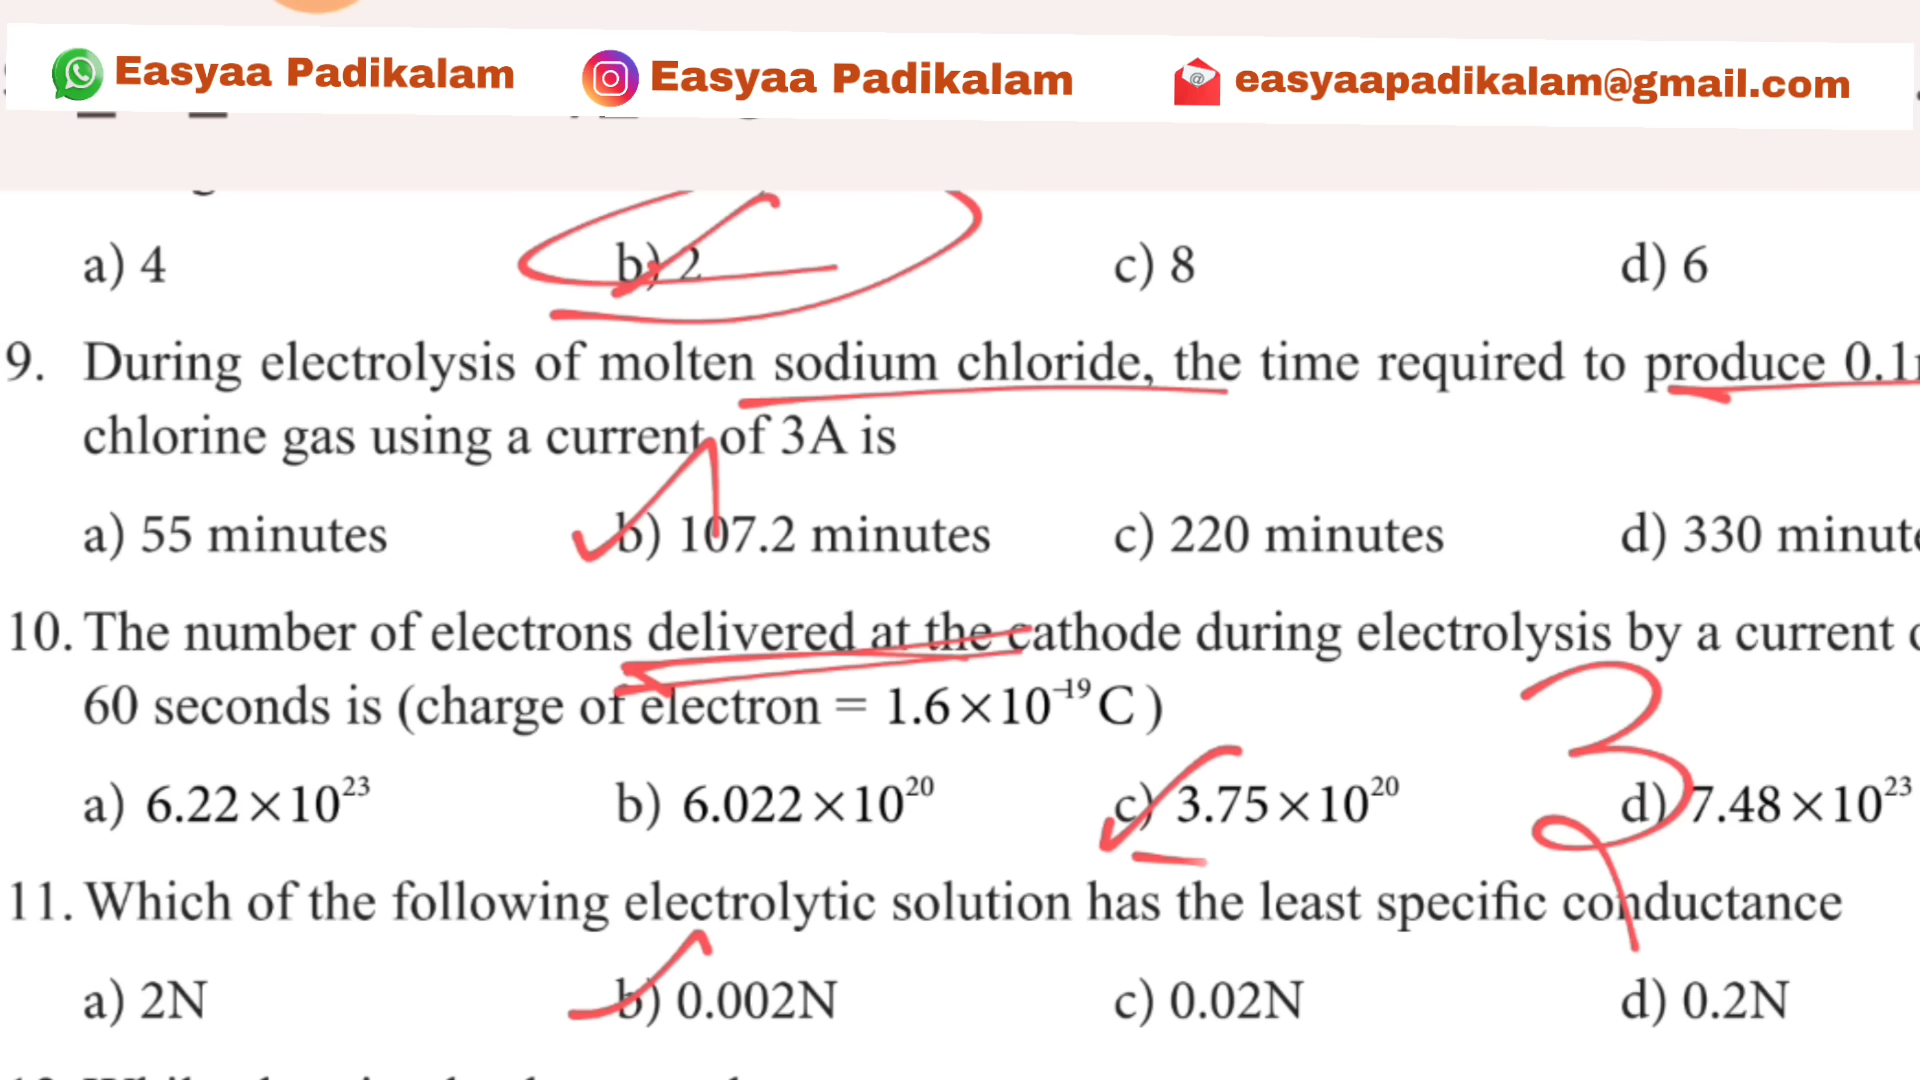 Easyaa Padikalam Easyaa Padikalam easyaapadikalam@gmail.com
a) 4 b) 2 c) 8 d) 6
9. During electrolysis of molten sodium chloride, the time required to produce 0.1
chlorine gas using a current of 3A is
a) 55 minutes b) 107.2 minutes c) 220 minutes d) 330 minut
10. The number of electrons delivered at the cathode during electrolysis by a current
60 seconds is (charge of electron = 1.6×10⁻¹⁹ C )
a) 6.22×10²³ b) 6.022×10²⁰ c) 3.75×10²⁰ d) 7.48×10²³
11. Which of the following electrolytic solution has the least specific conductance
a) 2N b) 0.002N c) 0.02N d) 0.2N